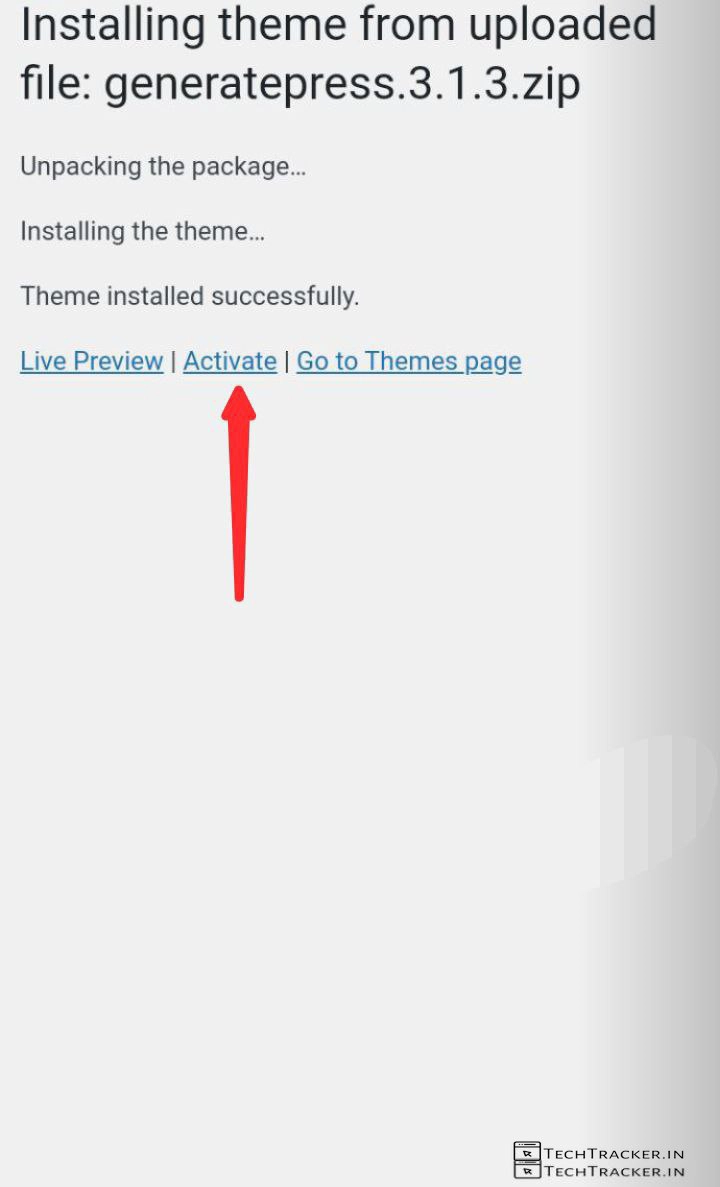 Installing theme from uploaded
file: generatepress.3.1.3.zip
Unpacking the package...
Installing the theme...
Theme installed successfully.
Live Preview | Activate | Go to Themes page
TECHTRACKER.IN
TECHTRACKER.IN